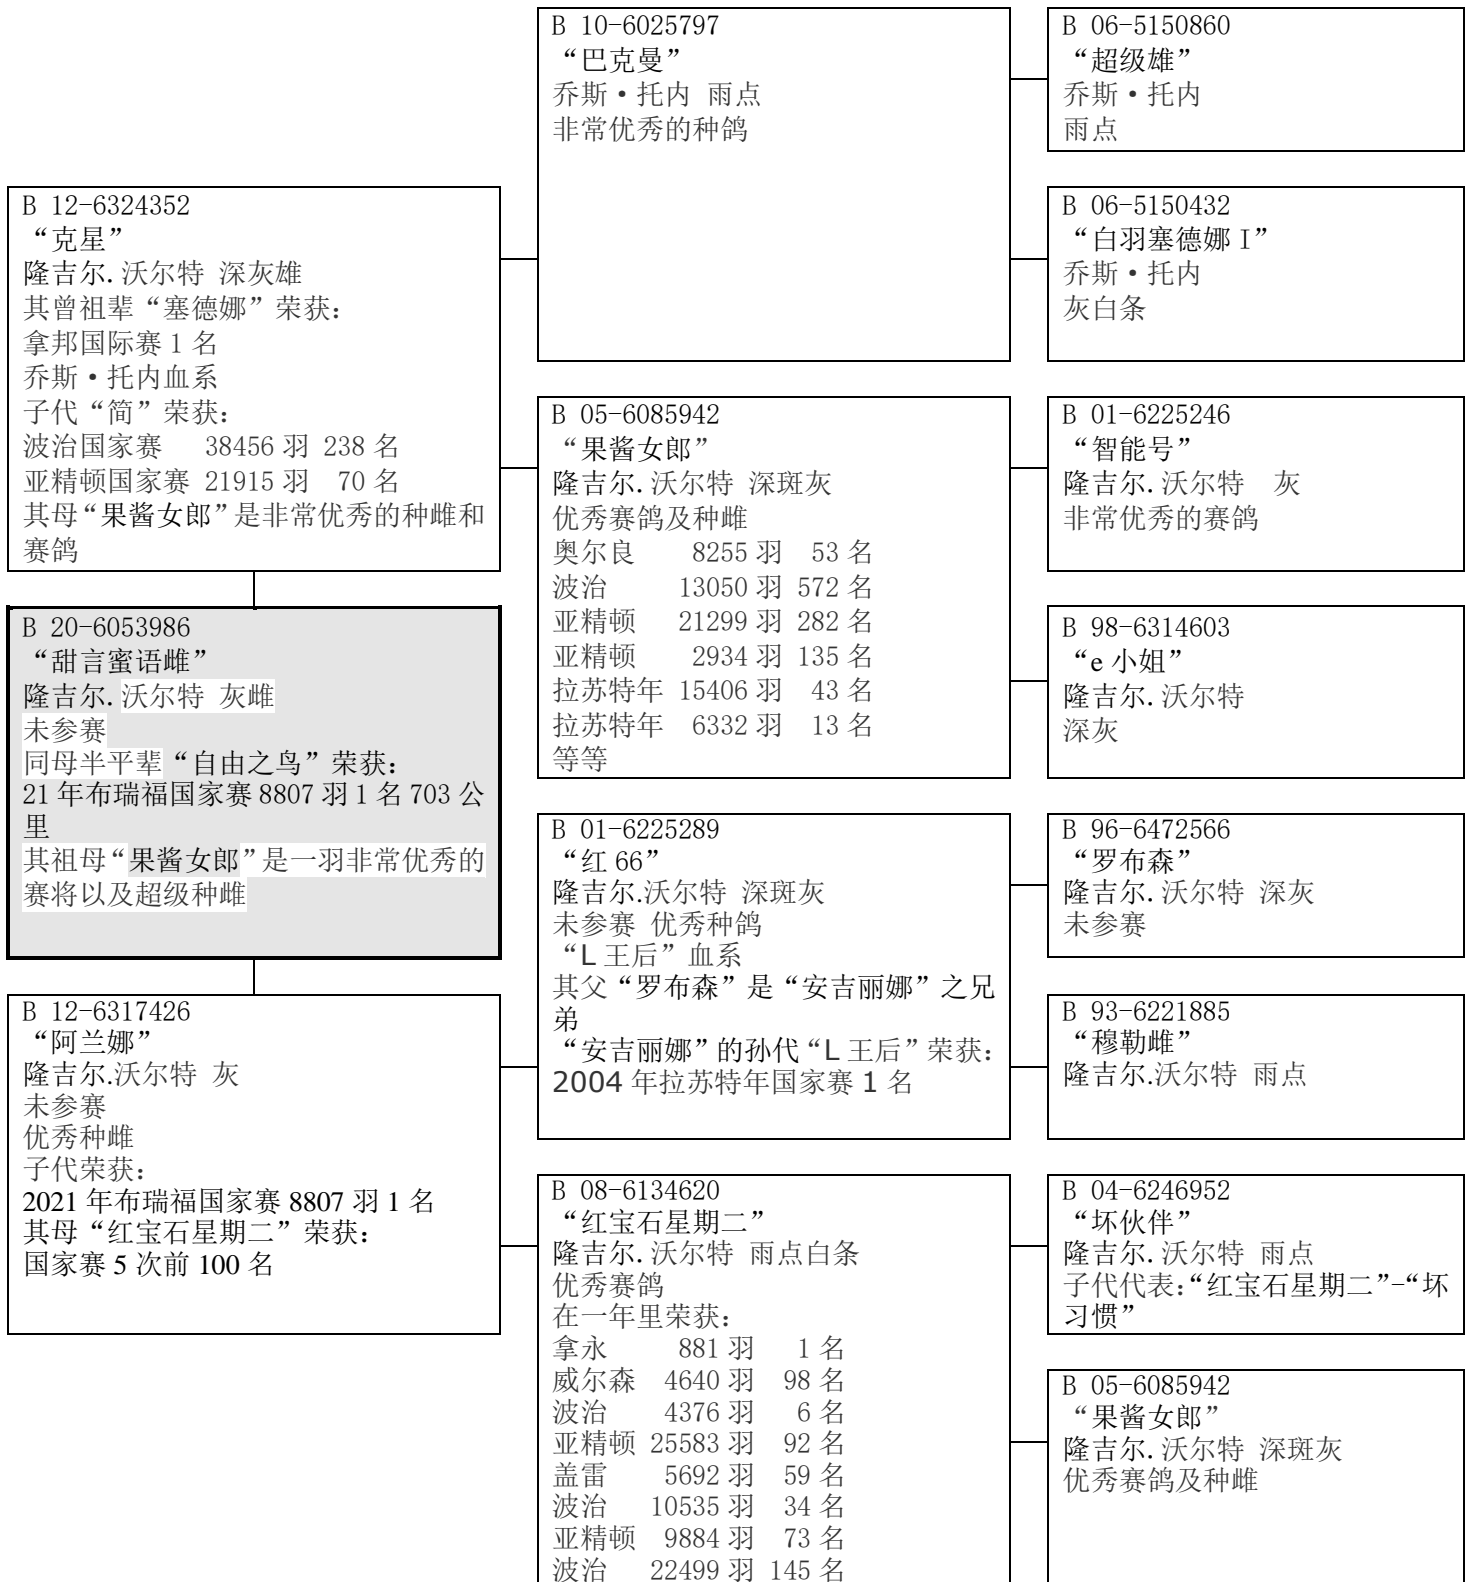 B 12-6324352
“克星”
隆吉尔.沃尔特 深灰雄
其曾祖辈“塞德娜”荣获：
拿邦国际赛 1 名
乔斯·托内血系
子代“简”荣获：
波治国家赛 38456 羽 238 名
亚精顿国家赛 21915 羽 70 名
其母“果酱女郎”是非常优秀的种雌和
赛鸽
B 20-6053986
“甜言蜜语雌”
隆吉尔.沃尔特 灰雌
未参赛
同母半平辈“自由之鸟”荣获：
21 年布瑞福国家赛 8807 羽 1 名 703 公
里
其祖母“果酱女郎”是一羽非常优秀的
赛将以及超级种雌
B 12-6317426
“阿兰娜”
隆吉尔.沃尔特 灰
未参赛
优秀种雌
子代荣获：
2021 年布瑞福国家赛 8807 羽 1 名
其母“红宝石星期二”荣获：
国家赛 5 次前 100 名
B 10-6025797
“巴克曼”
乔斯·托内 雨点
非常优秀的种鸽
B 05-6085942
“果酱女郎”
隆吉尔.沃尔特 深斑灰
优秀赛鸽及种雌
奥尔良 8255 羽 53 名
波治 13050 羽 572 名
亚精顿 21299 羽 282 名
亚精顿 2934 羽 135 名
拉苏特年 15406 羽 43 名
拉苏特年 6332 羽 13 名
等等
B 01-6225289
“红 66”
隆吉尔.沃尔特 深斑灰
未参赛 优秀种鸽
“L 王后”血系
其父“罗布森”是“安吉丽娜”之兄
弟
“安吉丽娜”的孙代“L 王后”荣获：
2004 年拉苏特年国家赛 1 名
B 08-6134620
“红宝石星期二”
隆吉尔.沃尔特 雨点白条
优秀赛鸽
在一年里荣获：
拿永 881 羽 1 名
威尔森 4640 羽 98 名
波治 4376 羽 6 名
亚精顿 25583 羽 92 名
盖雷 5692 羽 59 名
波治 10535 羽 34 名
亚精顿 9884 羽 73 名
波治 22499 羽 145 名
B 06-5150860
“超级雄”
乔斯·托内
雨点
B 06-5150432
“白羽塞德娜 I”
乔斯·托内
灰白条
B 01-6225246
“智能号”
隆吉尔.沃尔特 灰
非常优秀的赛鸽
B 98-6314603
“e 小姐”
隆吉尔.沃尔特
深灰
B 96-6472566
“罗布森”
隆吉尔.沃尔特 深灰
未参赛
B 93-6221885
“穆勒雌”
隆吉尔.沃尔特 雨点
B 04-6246952
“坏伙伴”
隆吉尔.沃尔特 雨点
子代代表：“红宝石星期二”-“坏
习惯”
B 05-6085942
“果酱女郎”
隆吉尔.沃尔特 深斑灰
优秀赛鸽及种雌